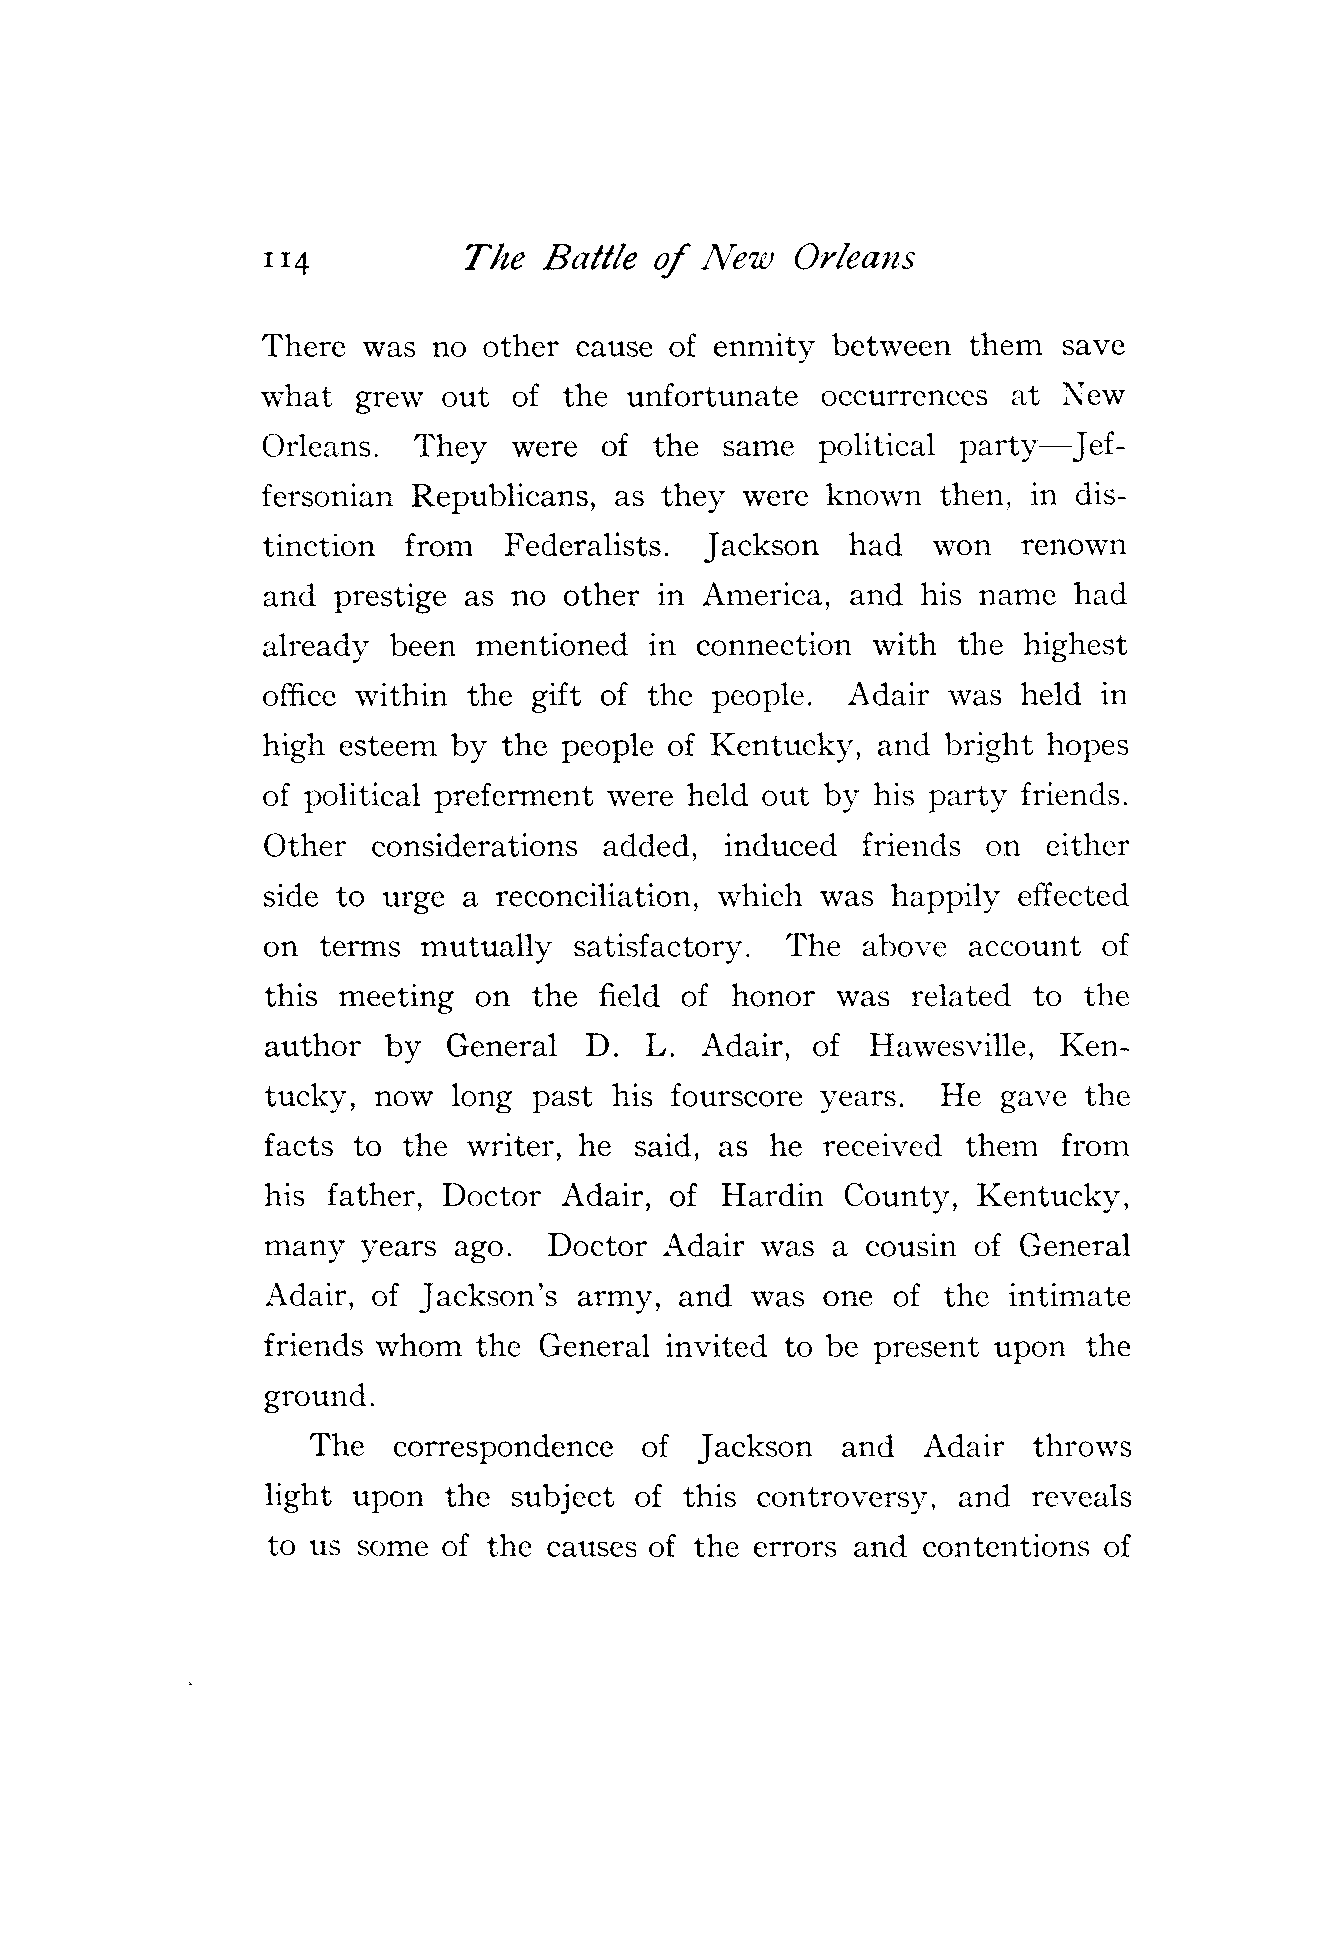 114 The Battle of New Orleans
There was no other cause of enmity between them save
what grew out of the unfortunate occurrences at New
Orleans. They were of the same political party—Jef-
fersonian Republicans, as they were known then, in dis-
tinction from Federalists. Jackson had won renown
and prestige as no other in America, and his name had
already been mentioned in connection with the highest
office within the gift of the people. Adair was held in
high esteem by the people of Kentucky, and bright hopes
of political preferment were held out by his party friends.
Other considerations added, induced friends on either
side to urge a reconciliation, which was happily effected
on terms mutually satisfactory. The above account of
this meeting on the field of honor was related to the
author by General D. L. Adair, of Hawesville, Ken-
tucky, now long past his fourscore years. He gave the
facts to the writer, he said, as he received them from
his father, Doctor Adair, of Hardin County, Kentucky,
many years ago. Doctor Adair was a cousin of General
Adair, of Jackson's army, and was one of the intimate
friends whom the General invited to be present upon the
ground.
The correspondence of Jackson and Adair throws
light upon the subject of this controversy, and reveals
to us some of the causes of the errors and contentions of